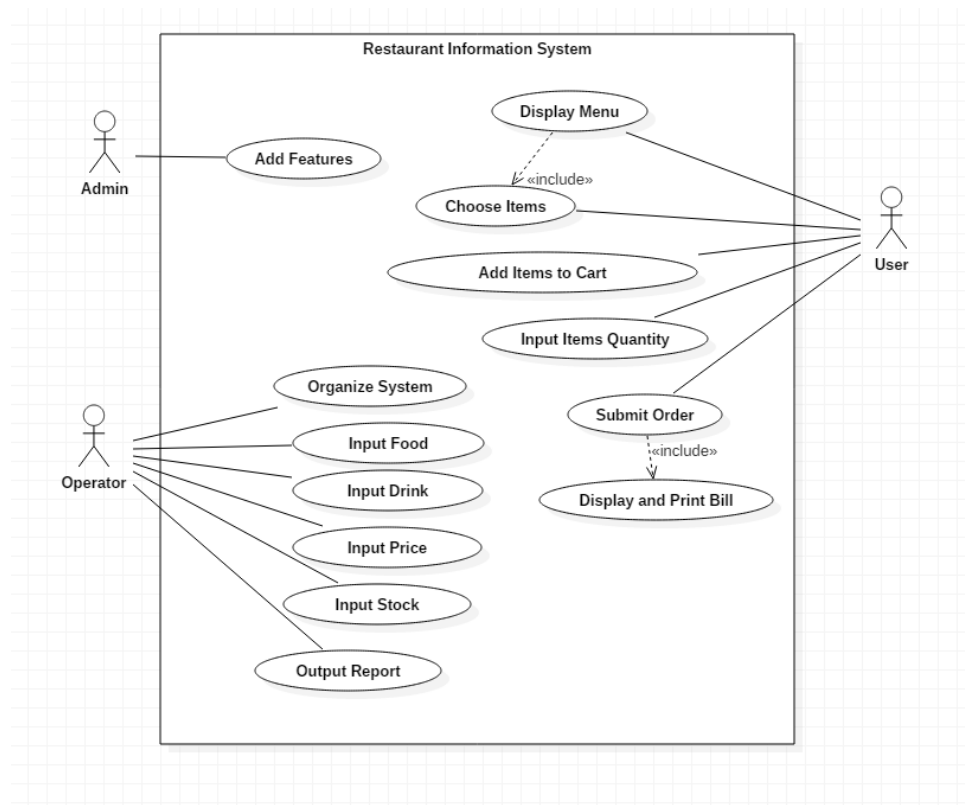 Restaurant Information System
Display Menu
«include»
Choose Items
Add Features
Admin
Add Items to Cart
User
Input Items Quantity
Organize System
Submit Order
Input Food
«include»
Operator
Input Drink
Display and Print Bill
Input Price
Input Stock
Output Report